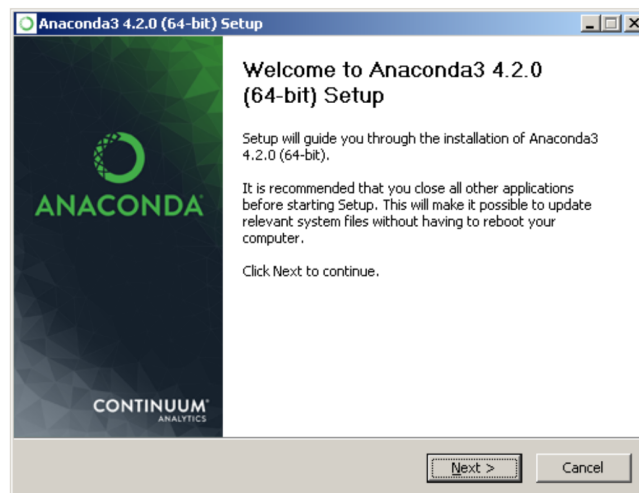 Anaconda3 4.2.0 (64-bit) Setup
Welcome to Anaconda3 4.2.0
(64-bit) Setup
Setup will guide you through the installation of Anaconda3
4.2.0 (64-bit).
It is recommended that you close all other applications
before starting Setup. This will make it possible to update
relevant system files without having to reboot your
computer.
Click Next to continue.
ANACONDA
CONTINUUM
ANALYTICS
Next >
Cancel